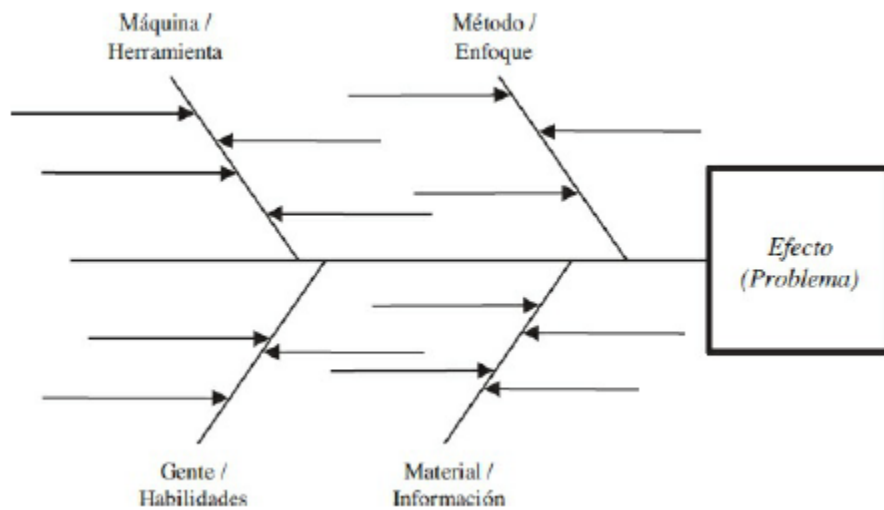 Máquina /
Herramienta
Método /
Enfoque
Efecto
(Problema)
Gente /
Habilidades
Material /
Información